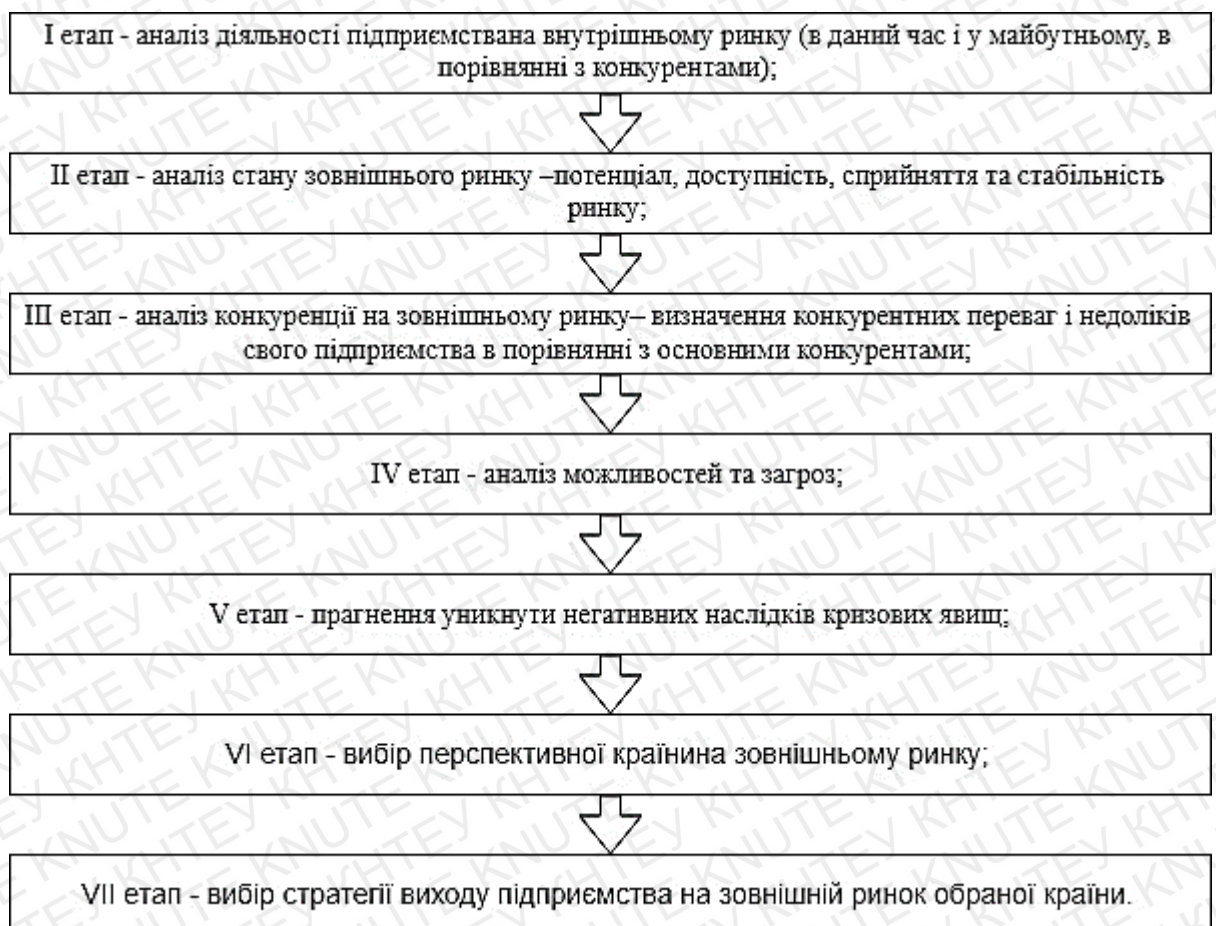 І етап - аналіз діяльності підприємствана внутрішньому ринку (в даний час і у майбутньому, в
порівнянні з конкурентами);
ІІ етап - аналіз стану зовнішнього ринку –потенціал, доступність, сприйняття та стабільність
ринку;
ІІІ етап - аналіз конкуренції на зовнішньому ринку– визначення конкурентних переваг і недоліків
свого підприємства в порівнянні з основними конкурентами;
IV етап - аналіз можливостей та загроз;
V етап - прагнення уникнути негативних наслідків кризових явищ;
VI етап - вибір перспективної країнина зовнішньому ринку;
VII етап - вибір стратегії виходу підприємства на зовнішній ринок обраної країни.